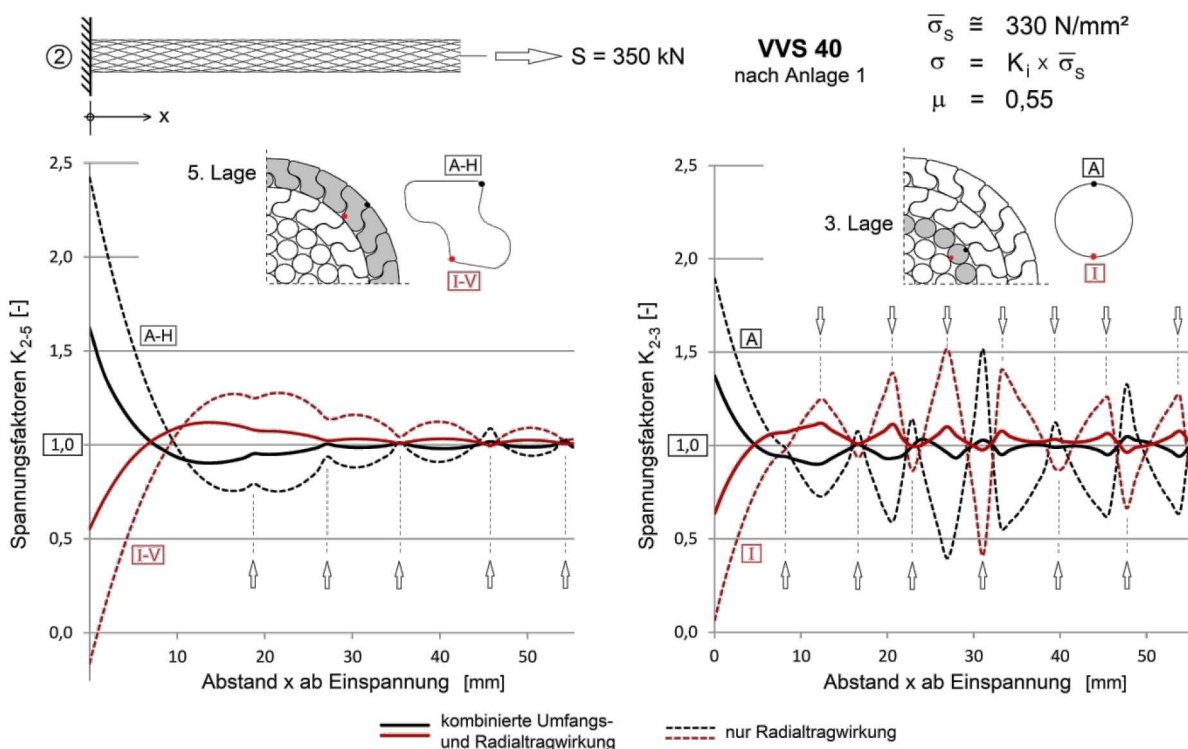 ②
S = 350 kN
x
VVS 40
nach Anlage 1
σ̅S ≅ 330 N/mm²
σ = Ki × σ̅S
μ = 0,55
Spannungsfaktoren K2-5 [-]
2,5
2,0
1,5
1,0
0,5
0,0
5. Lage
A-H
I-V
A-H
I-V
10 20 30 40 50
Abstand x ab Einspannung [mm]
Spannungsfaktoren K2-3 [-]
2,5
2,0
1,5
1,0
0,5
0,0
3. Lage
A
I
A
I
0 10 20 30 40 50
Abstand x ab Einspannung [mm]
kombinierte Umfangs-
und Radialtragwirkung
nur Radialtragwirkung